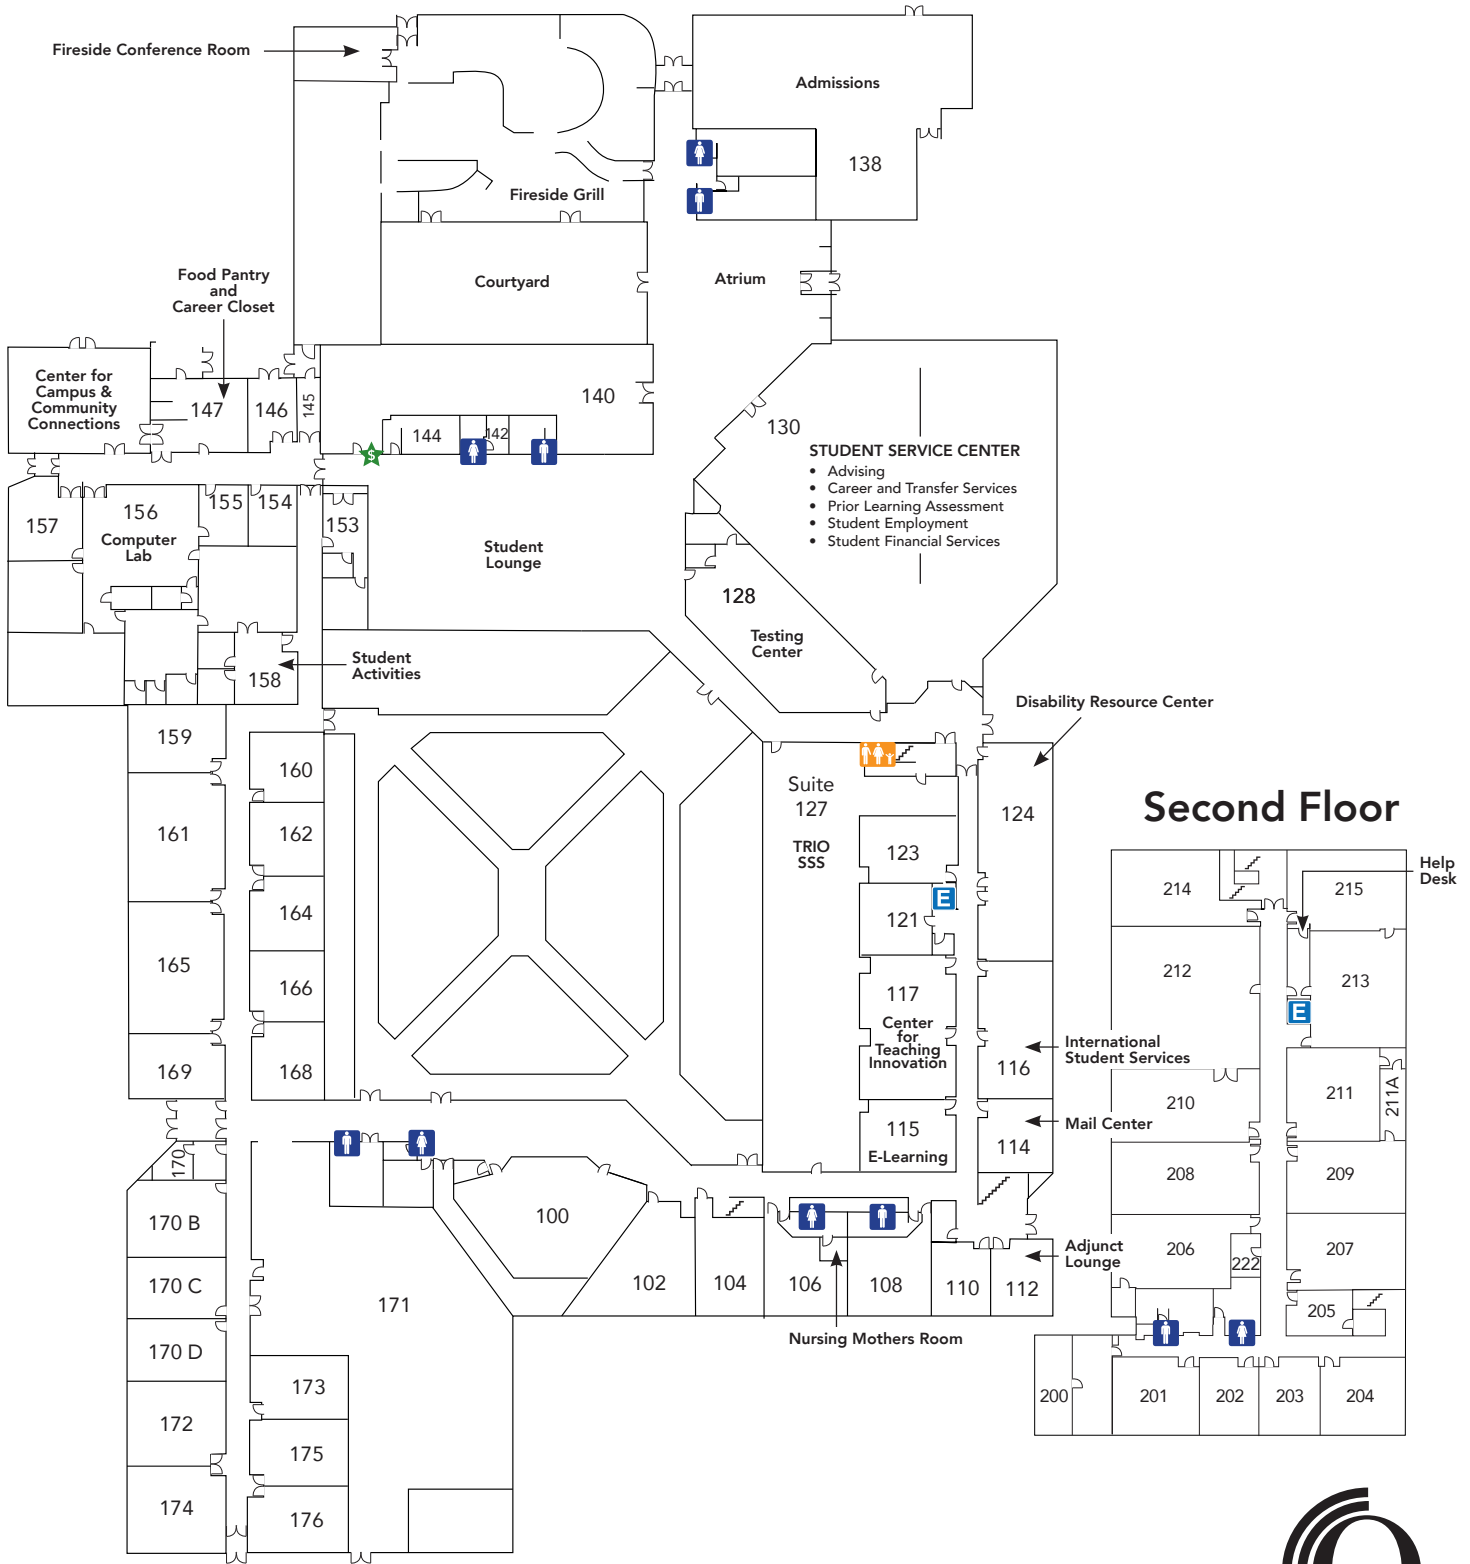 Fireside Conference Room
Admissions
138
Fireside Grill
Courtyard
Atrium
Food Pantry
and
Career Closet
Center for
Campus &
Community
Connections
147
146
145
140
144
142
$
130
STUDENT SERVICE CENTER
• Advising
• Career and Transfer Services
• Prior Learning Assessment
• Student Employment
• Student Financial Services
157
156
Computer
Lab
155
154
153
Student
Lounge
128
Testing
Center
Student
Activities
158
Disability Resource Center
159
160
161
162
164
165
166
168
169
Suite
127
TRIO
SSS
123
124
E
121
117
Center
for
Teaching
Innovation
International
Student Services
116
115
E-Learning
Mail Center
114
170
170 B
170 C
170 D
171
172
173
174
175
176
100
102
104
106
108
110
112
Adjunct
Lounge
Nursing Mothers Room
Second Floor
Help
Desk
214
215
212
213
E
211
211A
210
208
209
206
207
222
205
200
201
202
203
204